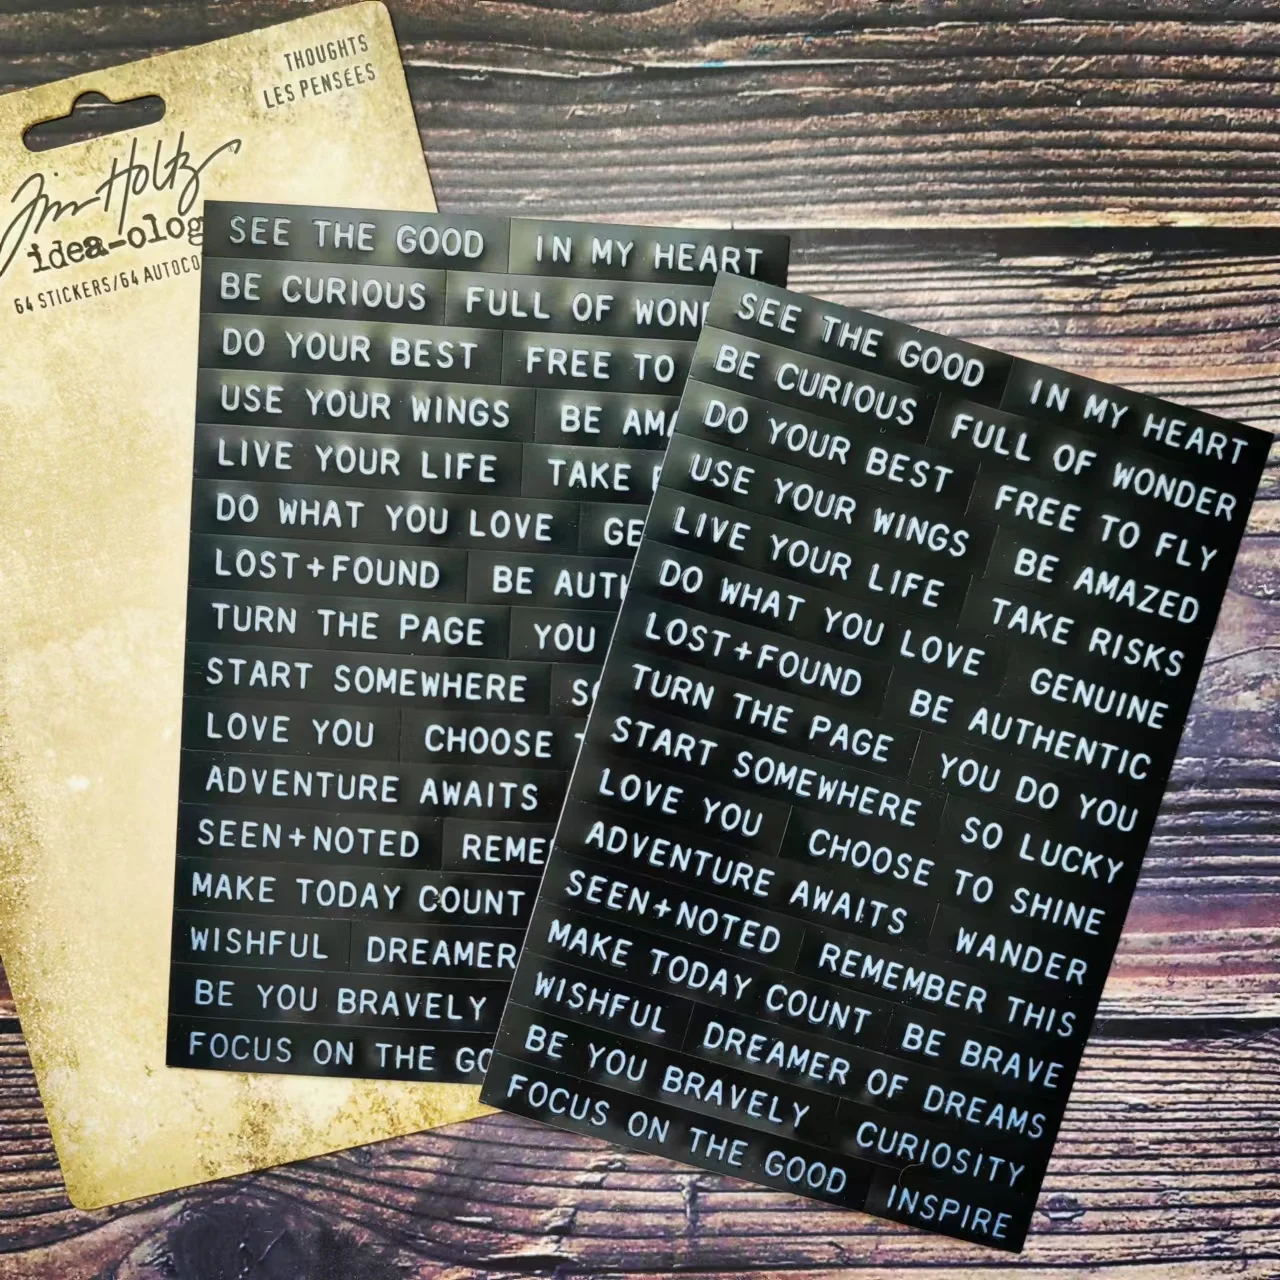 THOUGHTS
LES PENSÉES
Tim Holtz
idea-olog
64 STICKERS/64 AUTOCO
SEE THE GOOD IN MY HEART
BE CURIOUS FULL OF WON
DO YOUR BEST FREE TO
USE YOUR WINGS BE AMA
LIVE YOUR LIFE TAKE
DO WHAT YOU LOVE GE
LOST+FOUND BE AUTH
TURN THE PAGE YOU
START SOMEWHERE SO
LOVE YOU CHOOSE
ADVENTURE AWAITS
SEEN+NOTED REME
MAKE TODAY COUNT
WISHFUL DREAMER
BE YOU BRAVELY
FOCUS ON THE GO
SEE THE GOOD IN MY HEART
BE CURIOUS FULL OF WONDER
DO YOUR BEST FREE TO FLY
USE YOUR WINGS BE AMAZED
LIVE YOUR LIFE TAKE RISKS
DO WHAT YOU LOVE GENUINE
LOST+FOUND BE AUTHENTIC
TURN THE PAGE YOU DO YOU
START SOMEWHERE SO LUCKY
LOVE YOU CHOOSE TO SHINE
ADVENTURE AWAITS WANDER
SEEN+NOTED REMEMBER THIS
MAKE TODAY COUNT BE BRAVE
WISHFUL DREAMER OF DREAMS
BE YOU BRAVELY CURIOSITY
FOCUS ON THE GOOD INSPIRE